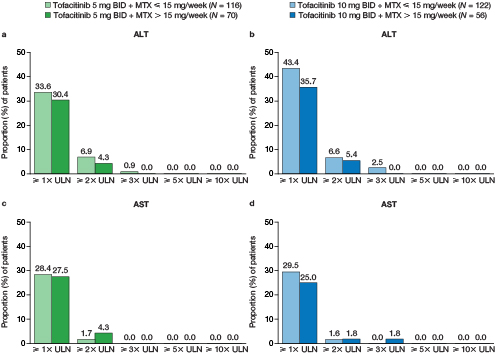 Tofacitinib 5 mg BID + MTX ⩽ 15 mg/week (N = 116)
Tofacitinib 5 mg BID + MTX > 15 mg/week (N = 70)
Tofacitinib 10 mg BID + MTX ⩽ 15 mg/week (N = 122)
Tofacitinib 10 mg BID + MTX > 15 mg/week (N = 56)
a
ALT
Proportion (%) of patients
50
40
30
20
10
0
33.6 30.4
6.9 4.3
0.9 0.0
0.0 0.0
0.0 0.0
⩾ 1× ULN ⩾ 2× ULN ⩾ 3× ULN ⩾ 5× ULN ⩾ 10× ULN
b
ALT
Proportion (%) of patients
50
40
30
20
10
0
43.4 35.7
6.6 5.4
2.5 0.0
0.0 0.0
0.0 0.0
⩾ 1× ULN ⩾ 2× ULN ⩾ 3× ULN ⩾ 5× ULN ⩾ 10× ULN
c
AST
Proportion (%) of patients
50
40
30
20
10
0
28.4 27.5
1.7 4.3
0.0 0.0
0.0 0.0
0.0 0.0
⩾ 1× ULN ⩾ 2× ULN ⩾ 3× ULN ⩾ 5× ULN ⩾ 10× ULN
d
AST
Proportion (%) of patients
50
40
30
20
10
0
29.5 25.0
1.6 1.8
0.0 1.8
0.0 0.0
0.0 0.0
⩾ 1× ULN ⩾ 2× ULN ⩾ 3× ULN ⩾ 5× ULN ⩾ 10× ULN